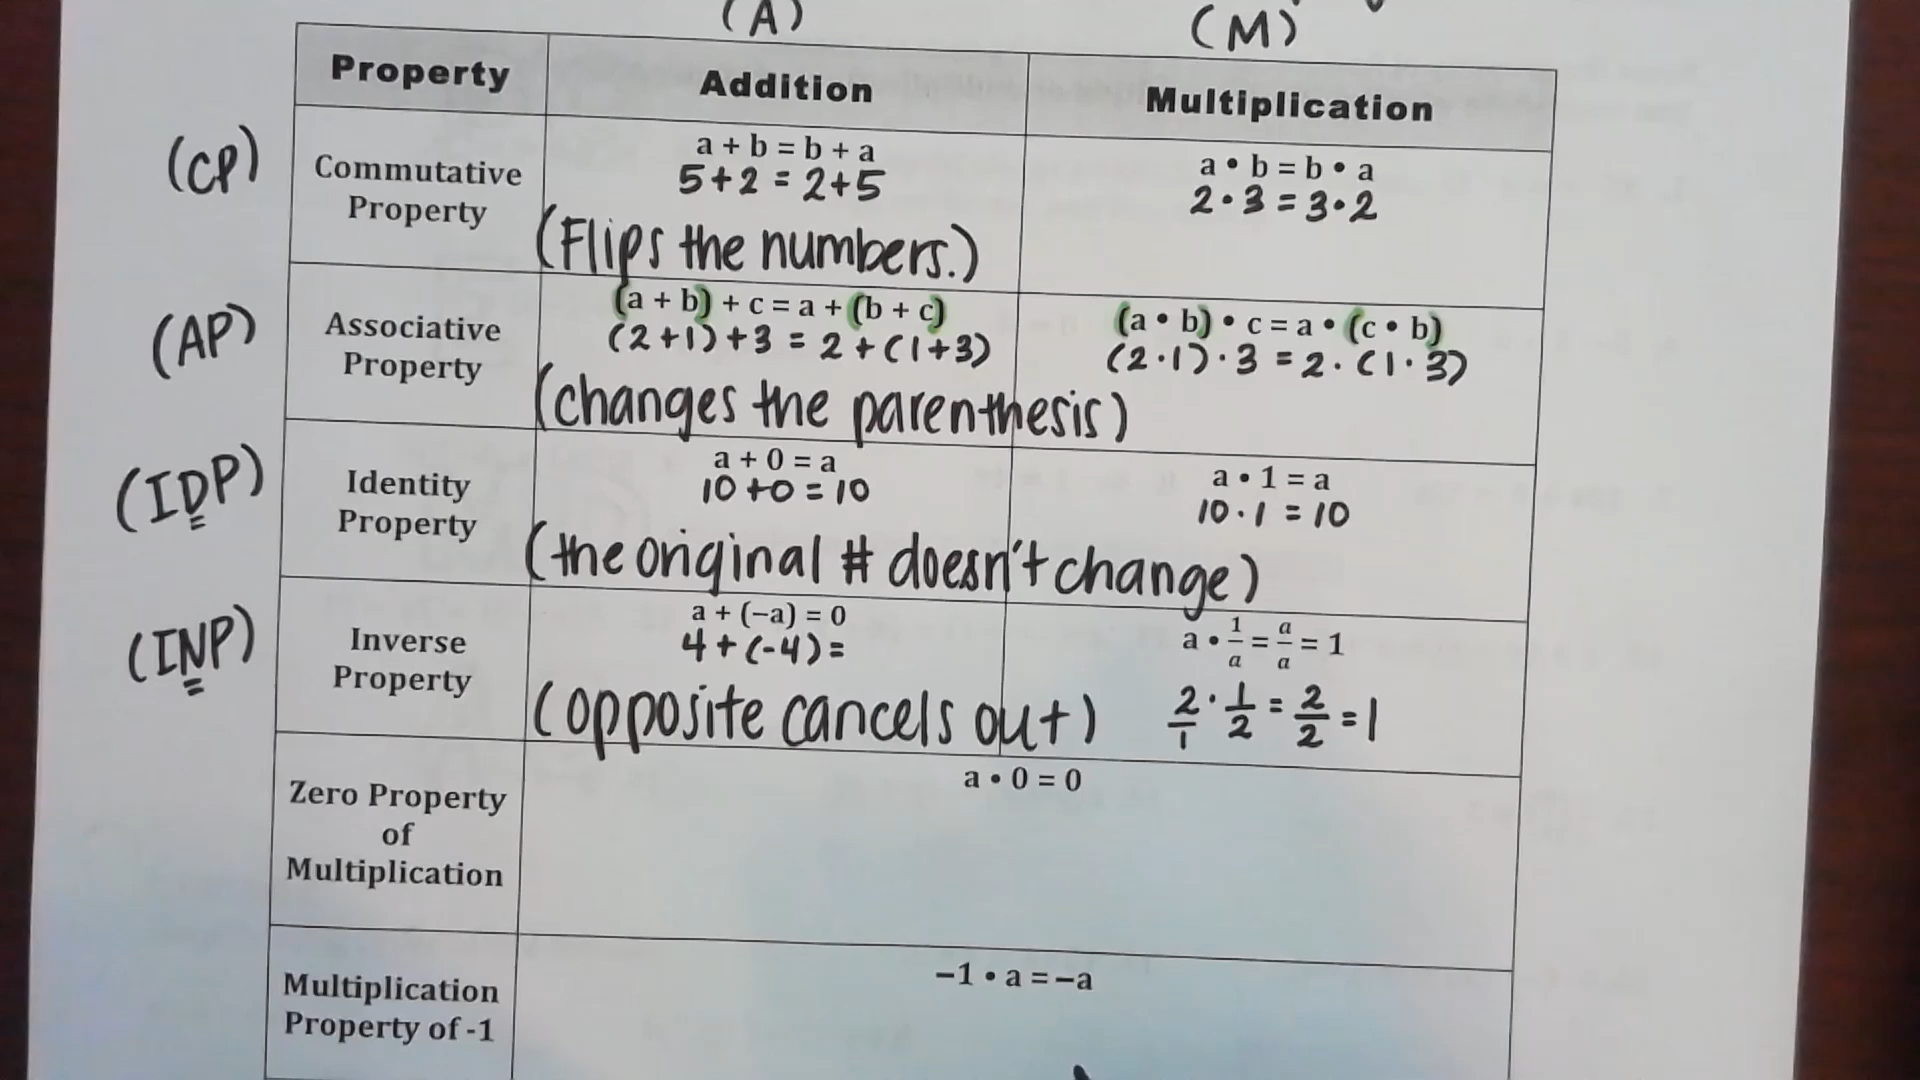 (A)
(M)
Property
Addition
Multiplication
(CP)
Commutative
Property
a + b = b + a
5+2 = 2+5
(Flips the numbers.)
a • b = b • a
2·3 = 3·2
(AP)
Associative
Property
(a + b) + c = a + (b + c)
(2+1)+3 = 2+(1+3)
(changes the parenthesis)
(a • b) • c = a • (c • b)
(2·1)·3 = 2·(1·3)
(IDP)
Identity
Property
a + 0 = a
10+0 = 10
(the original # doesn't change)
a • 1 = a
10·1 = 10
(INP)
Inverse
Property
a + (−a) = 0
4+(-4)=
(opposite cancels out)
a • 1/a = a/a = 1
2/1 · 1/2 = 2/2 = 1
Zero Property
of
Multiplication
a • 0 = 0
Multiplication
Property of -1
−1 • a = −a